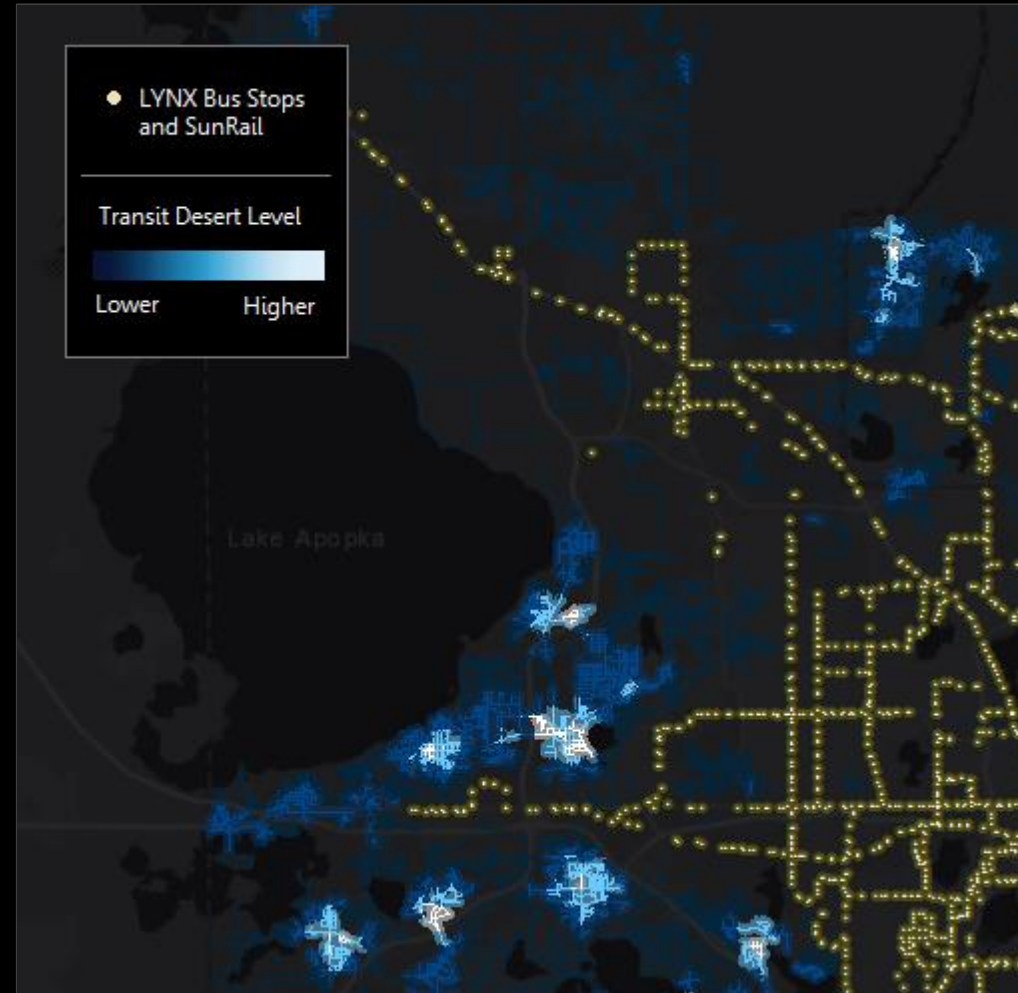 LYNX Bus Stops
and SunRail
Transit Desert Level
Lower Higher
Lake Apopka